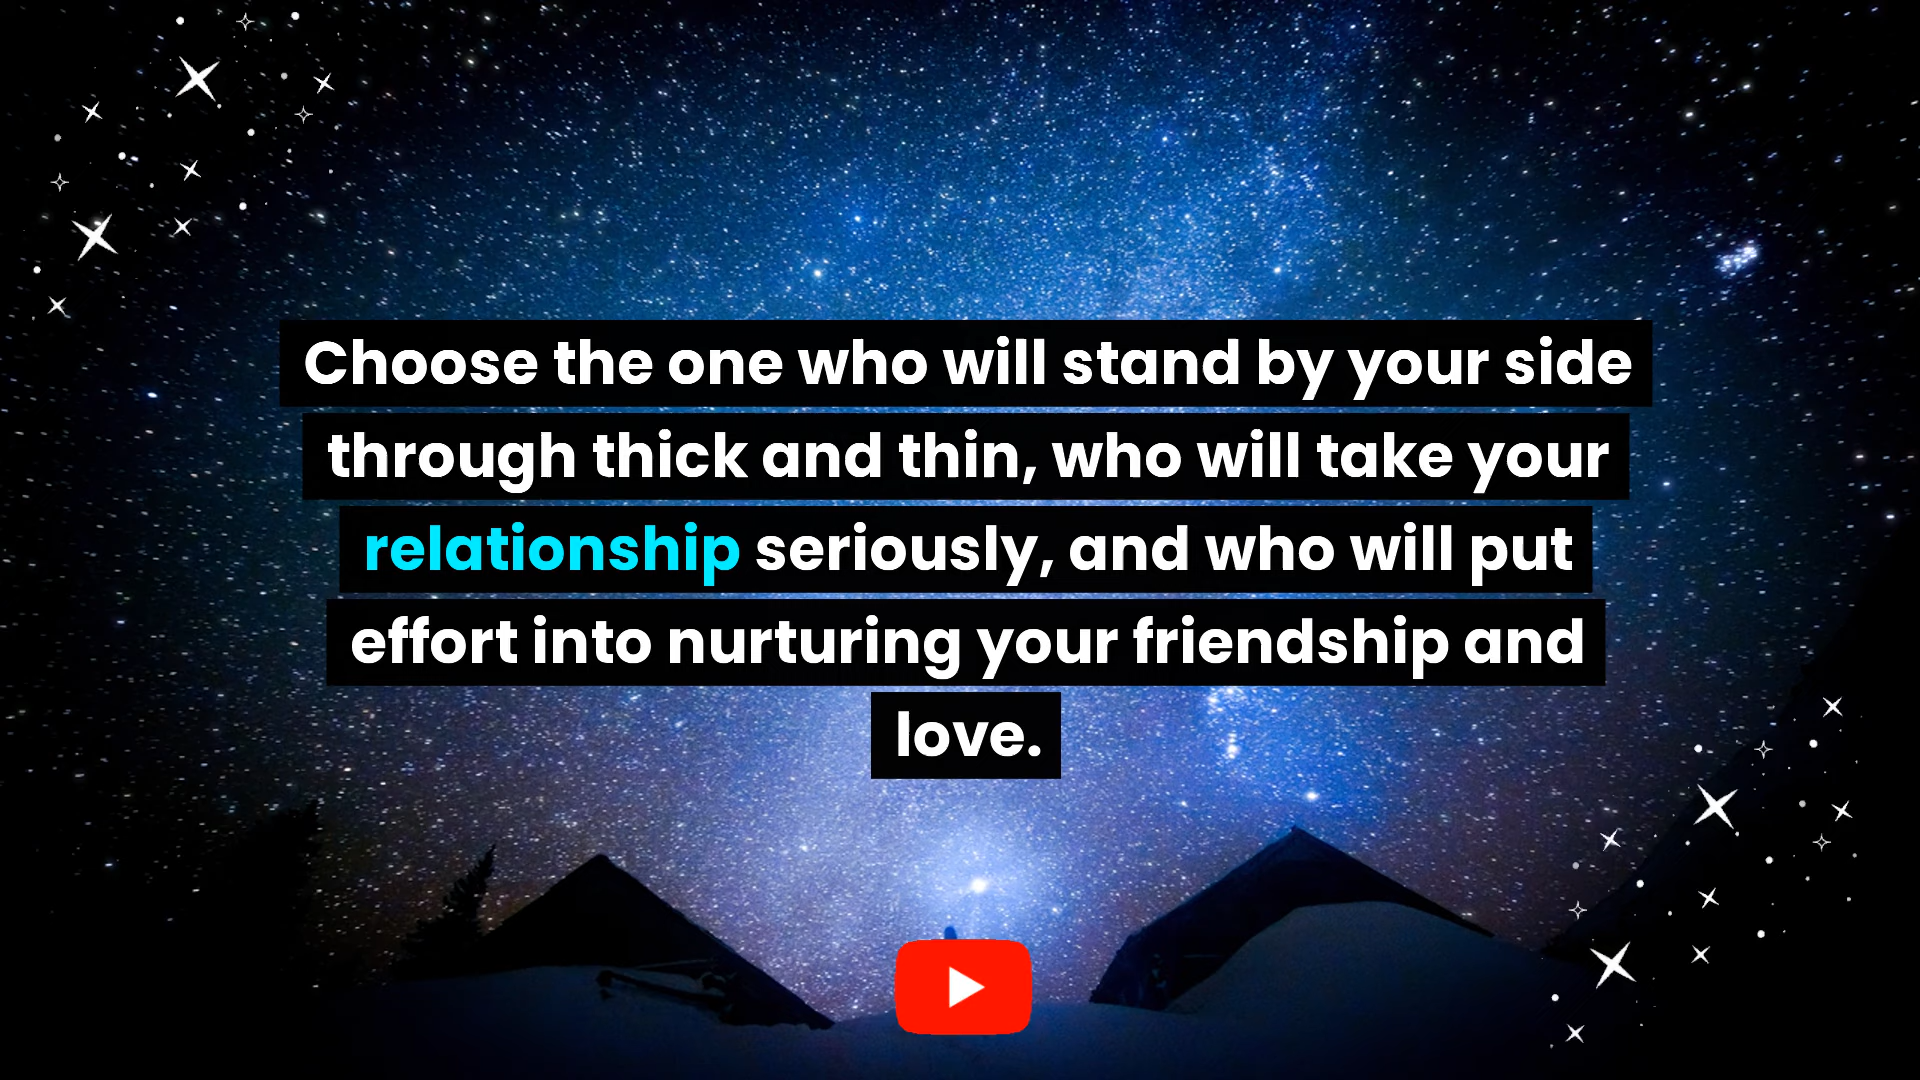 Choose the one who will stand by your side
through thick and thin, who will take your
relationship seriously, and who will put
effort into nurturing your friendship and
love.